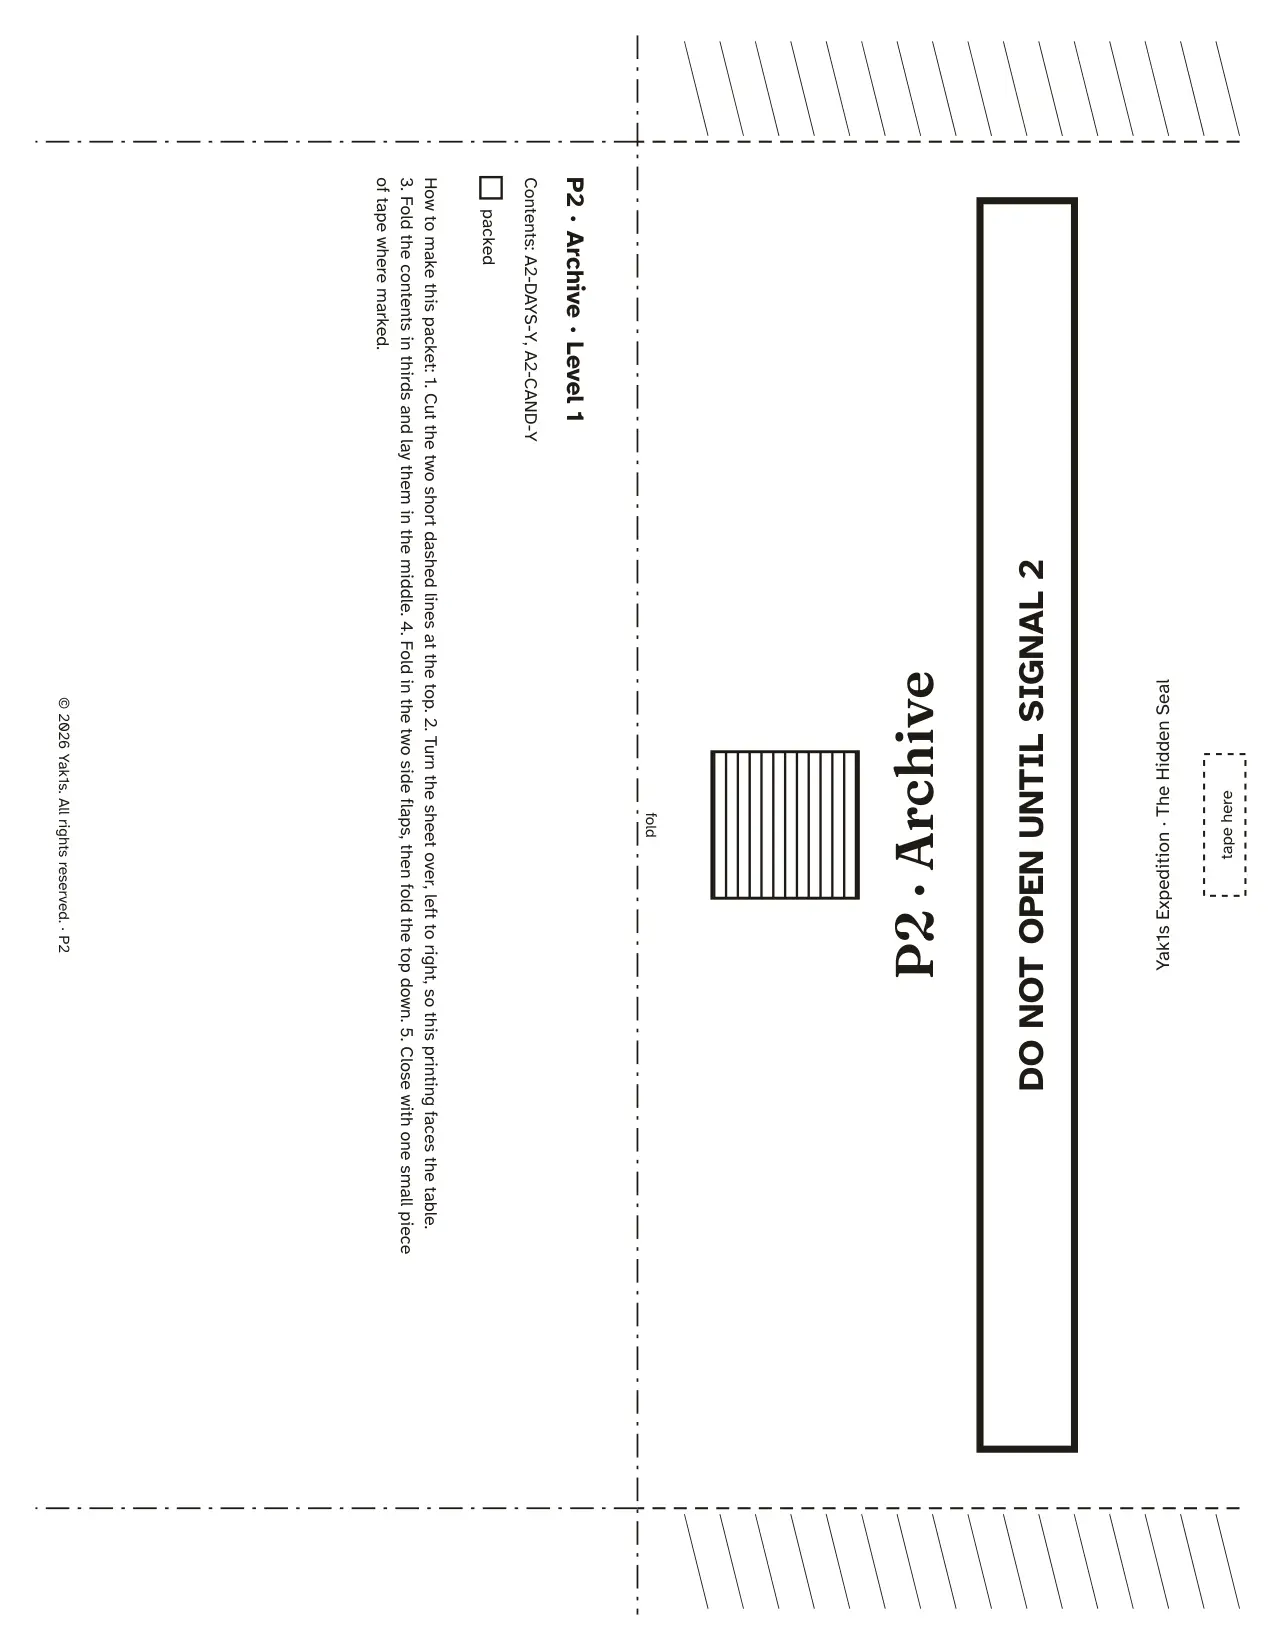 tape here
Yak1s Expedition · The Hidden Seal
DO NOT OPEN UNTIL SIGNAL 2
P2 · Archive
fold
P2 · Archive · Level 1
Contents: A2-DAYS-Y, A2-CAND-Y
packed
How to make this packet: 1. Cut the two short dashed lines at the top. 2. Turn the sheet over, left to right, so this printing faces the table.
3. Fold the contents in thirds and lay them in the middle. 4. Fold in the two side flaps, then fold the top down. 5. Close with one small piece
of tape where marked.
© 2026 Yak1s. All rights reserved. · P2